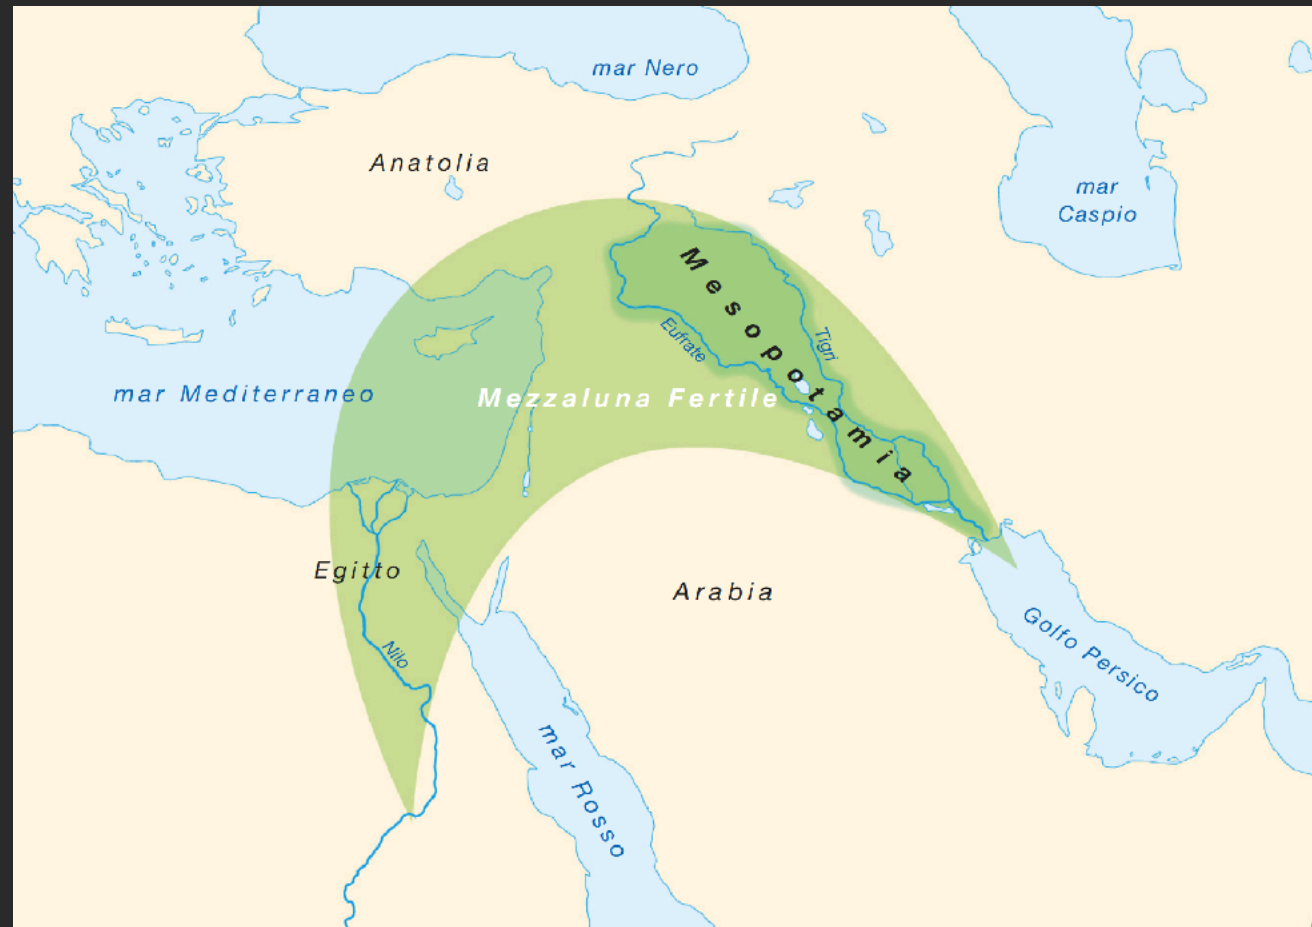 mar Nero
Anatolia
mar
Caspio
Mesopotamia
Eufrate
Tigri
mar Mediterraneo
Mezzaluna Fertile
Egitto
Arabia
Nilo
Golfo Persico
mar Rosso